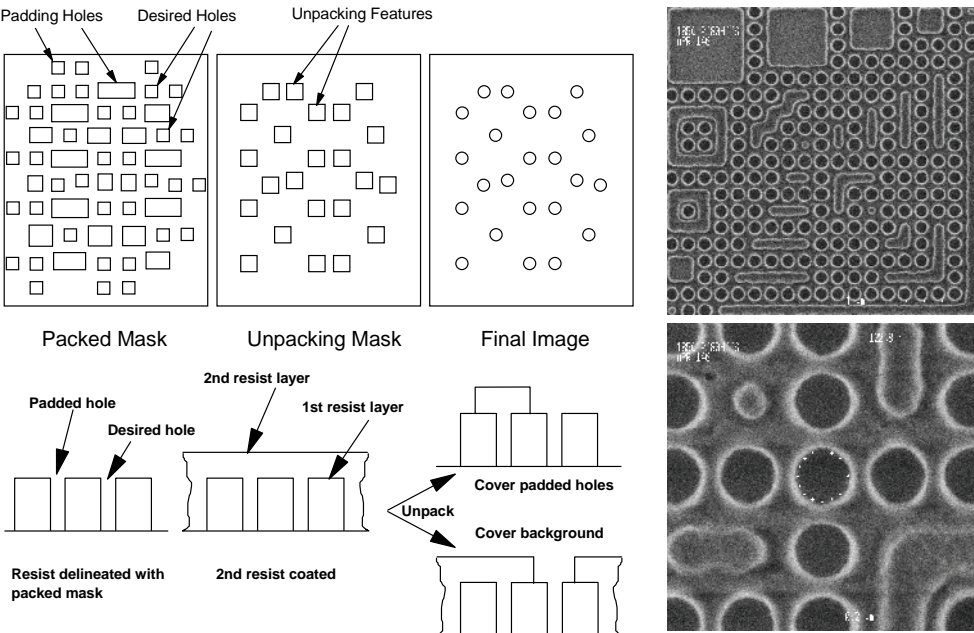 Padding Holes
Desired Holes
Unpacking Features
Packed Mask
Unpacking Mask
Final Image
2nd resist layer
1st resist layer
Padded hole
Desired hole
Cover padded holes
Unpack
Cover background
Resist delineated with
packed mask
2nd resist coated